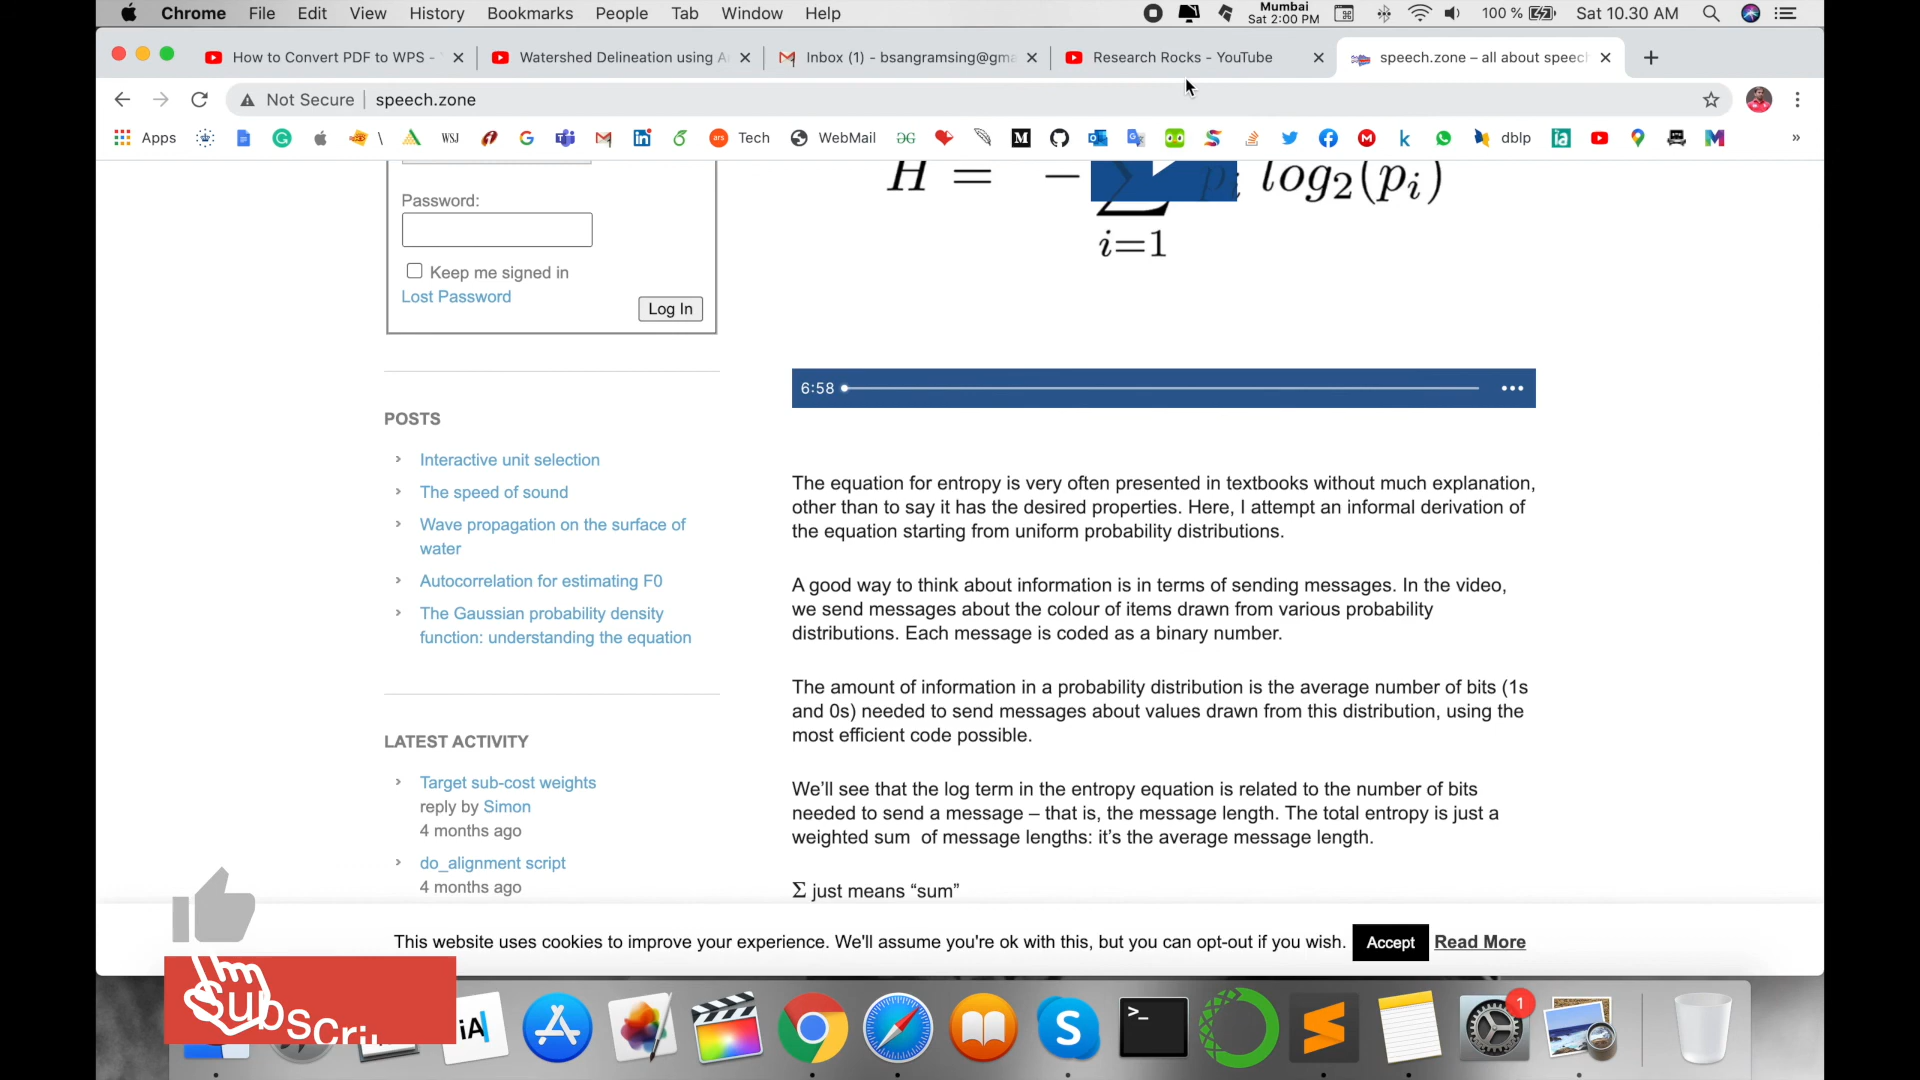 Chrome File Edit View History Bookmarks People Tab Window Help
Mumbai
Sat 2:00 PM
100 % Sat 10.30 AM
How to Convert PDF to WPS -
Watershed Delineation using A
Inbox (1) - bsangramsing@gma
Research Rocks - YouTube
speech.zone – all about speech
Not Secure speech.zone
Apps \ WSJ ars Tech WebMail dblp
H = − ∑ p_i log2(p_i)
i=1
Password:
Keep me signed in
Lost Password
Log In
POSTS
Interactive unit selection
The speed of sound
Wave propagation on the surface of
water
Autocorrelation for estimating F0
The Gaussian probability density
function: understanding the equation
LATEST ACTIVITY
Target sub-cost weights
reply by Simon
4 months ago
do_alignment script
4 months ago
6:58
The equation for entropy is very often presented in textbooks without much explanation,
other than to say it has the desired properties. Here, I attempt an informal derivation of
the equation starting from uniform probability distributions.
A good way to think about information is in terms of sending messages. In the video,
we send messages about the colour of items drawn from various probability
distributions. Each message is coded as a binary number.
The amount of information in a probability distribution is the average number of bits (1s
and 0s) needed to send messages about values drawn from this distribution, using the
most efficient code possible.
We’ll see that the log term in the entropy equation is related to the number of bits
needed to send a message – that is, the message length. The total entropy is just a
weighted sum of message lengths: it’s the average message length.
Σ just means “sum”
This website uses cookies to improve your experience. We'll assume you're ok with this, but you can opt-out if you wish. Accept Read More
Subscri
iA
>_
1